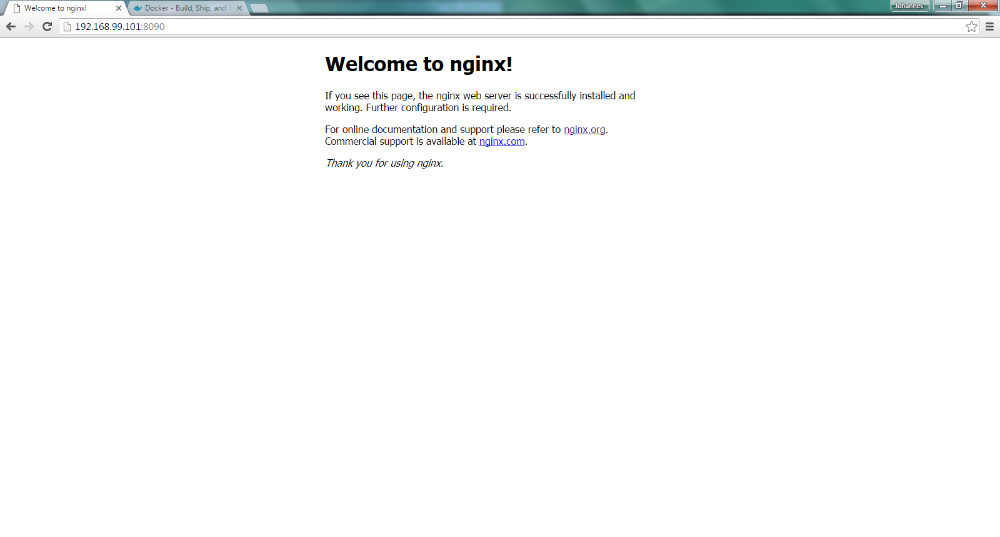 Welcome to nginx!
Docker - Build, Ship, and
Johannes
192.168.99.101:8090
Welcome to nginx!
If you see this page, the nginx web server is successfully installed and
working. Further configuration is required.
For online documentation and support please refer to nginx.org.
Commercial support is available at nginx.com.
Thank you for using nginx.